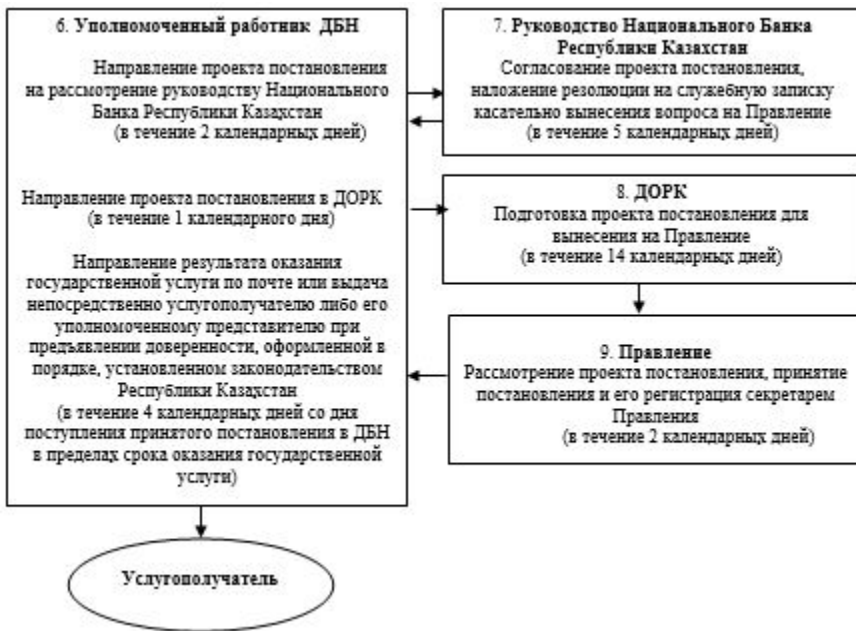 6. Уполномоченный работник ДБН
Направление проекта постановления
на рассмотрение руководству Национального
Банка Республики Казахстан
(в течение 2 календарных дней)
Направление проекта постановления в ДОРК
(в течение 1 календарного дня)
Направление результата оказания
государственной услуги по почте или выдача
непосредственно услугополучателю либо его
уполномоченному представителю при
предъявлении доверенности, оформленной в
порядке, установленном законодательством
Республики Казахстан
(в течение 4 календарных дней со дня
поступления принятого постановления в ДБН
в пределах срока оказания государственной
услуги)
7. Руководство Национального Банка
Республики Казахстан
Согласование проекта постановления,
наложение резолюции на служебную записку
касательно вынесения вопроса на Правление
(в течение 5 календарных дней)
8. ДОРК
Подготовка проекта постановления для
вынесения на Правление
(в течение 14 календарных дней)
9. Правление
Рассмотрение проекта постановления, принятие
постановления и его регистрация секретарем
Правления
(в течение 2 календарных дней)
Услугополучатель